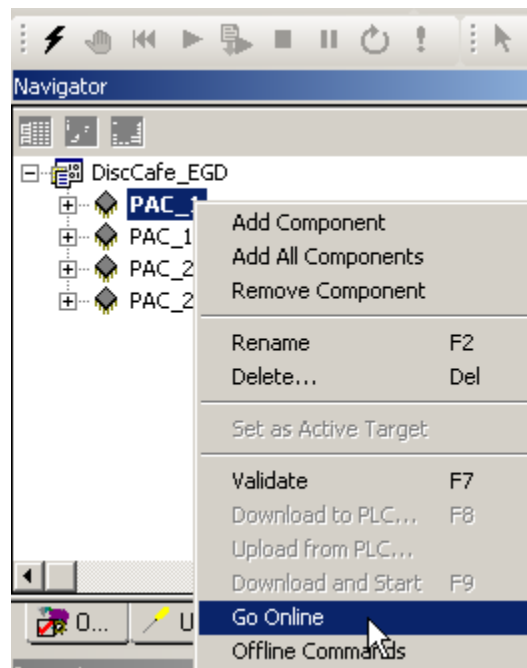 Navigator
DiscCafe_EGD
PAC_1
PAC_1
PAC_2
PAC_2
Add Component
Add All Components
Remove Component
Rename F2
Delete... Del
Set as Active Target
Validate F7
Download to PLC... F8
Upload from PLC...
Download and Start F9
Go Online
Offline Commands
O...
U